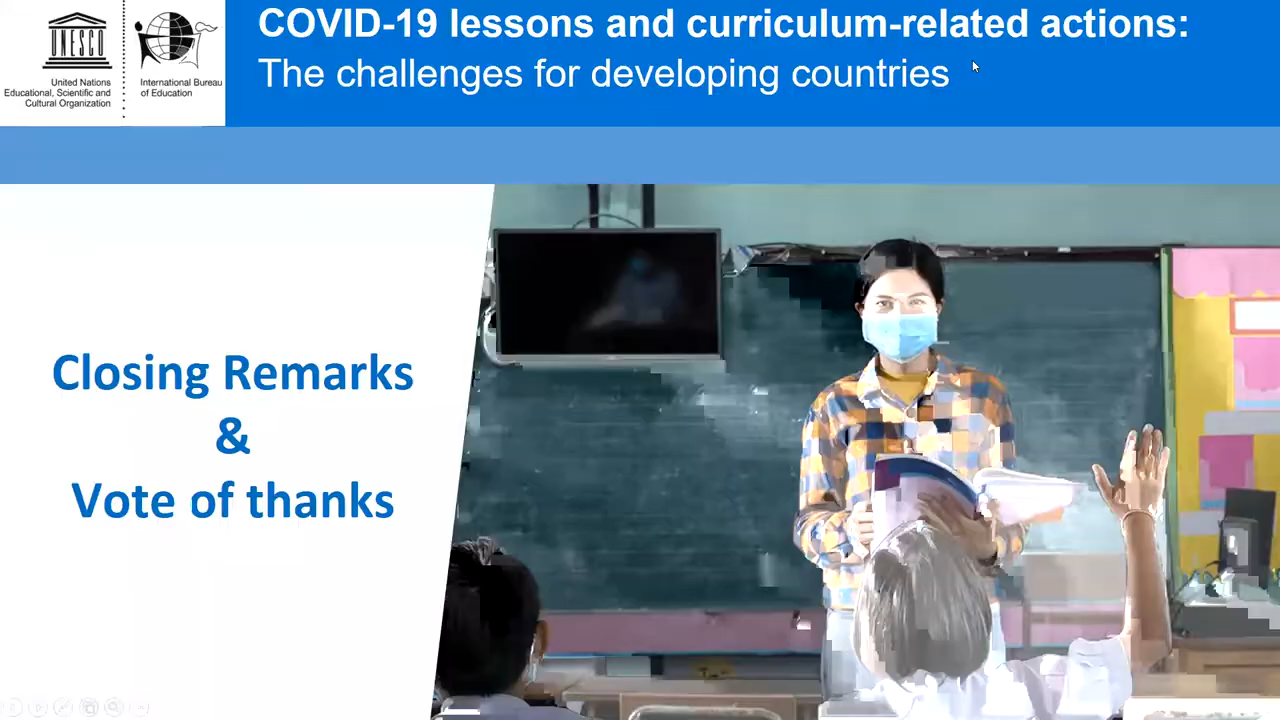 UNESCO
United Nations
Educational, Scientific and
Cultural Organization
International Bureau
of Education
COVID-19 lessons and curriculum-related actions:
The challenges for developing countries
Closing Remarks
&
Vote of thanks